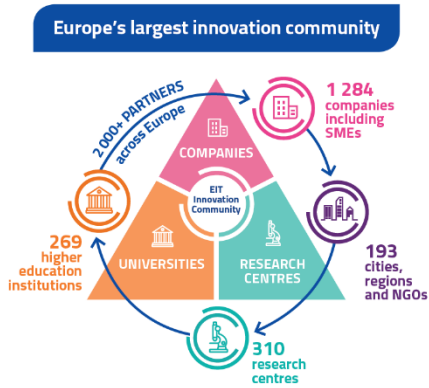 Europe's largest innovation community
2 000+ PARTNERS
across Europe
1 284
companies
including
SMEs
COMPANIES
EIT
Innovation
Community
269
higher
education
institutions
UNIVERSITIES
RESEARCH
CENTRES
193
cities,
regions
and NGOs
310
research
centres